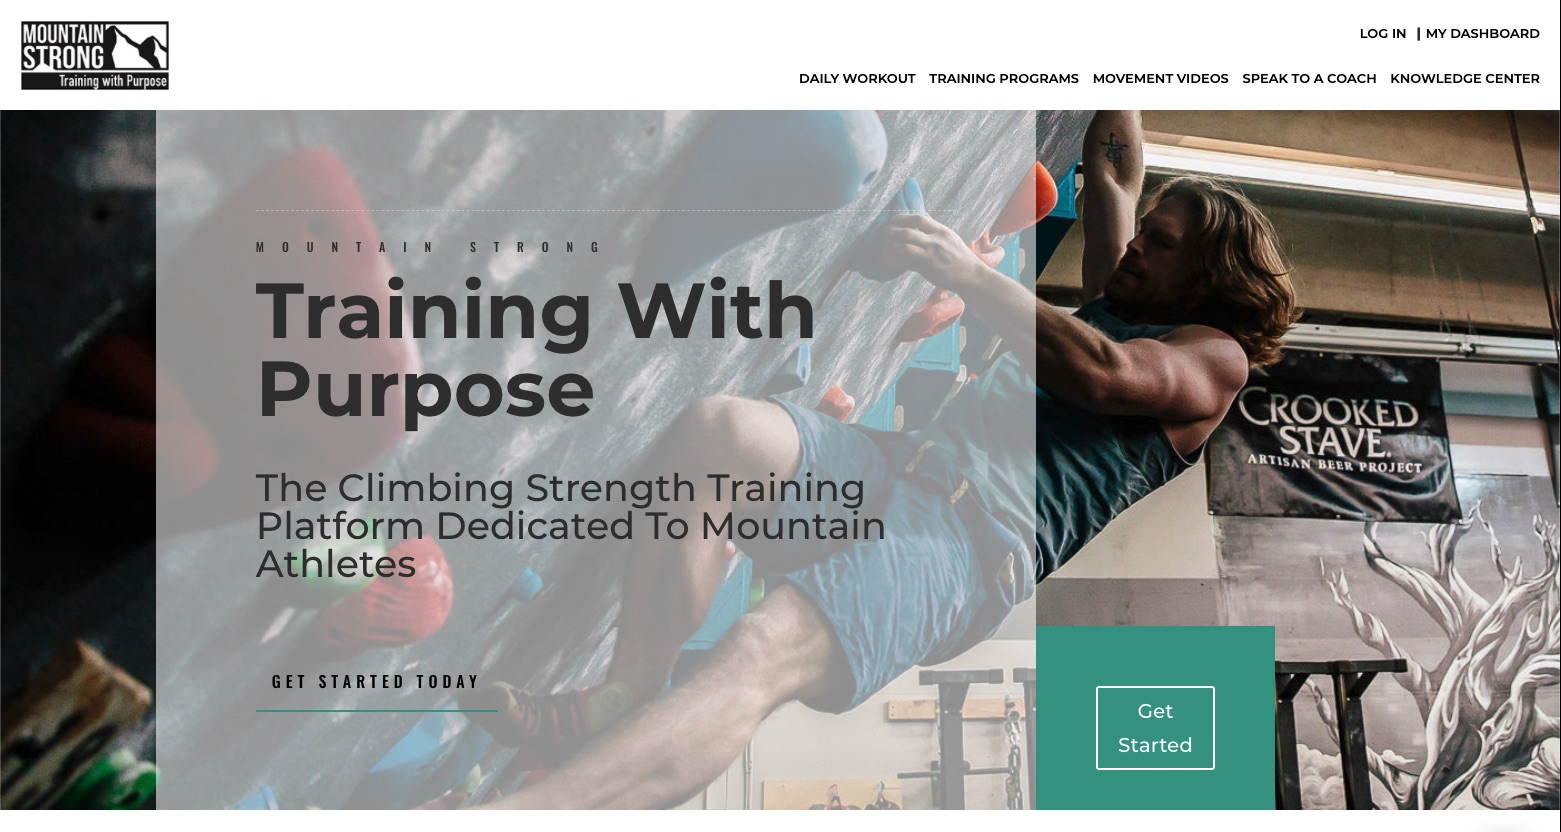 MOUNTAIN
STRONG
Training with Purpose
LOG IN | MY DASHBOARD
DAILY WORKOUT TRAINING PROGRAMS MOVEMENT VIDEOS SPEAK TO A COACH KNOWLEDGE CENTER
MOUNTAIN STRONG
Training With
Purpose
The Climbing Strength Training
Platform Dedicated To Mountain
Athletes
GET STARTED TODAY
CROOKED
STAVE.
ARTISAN BEER PROJECT
Get
Started